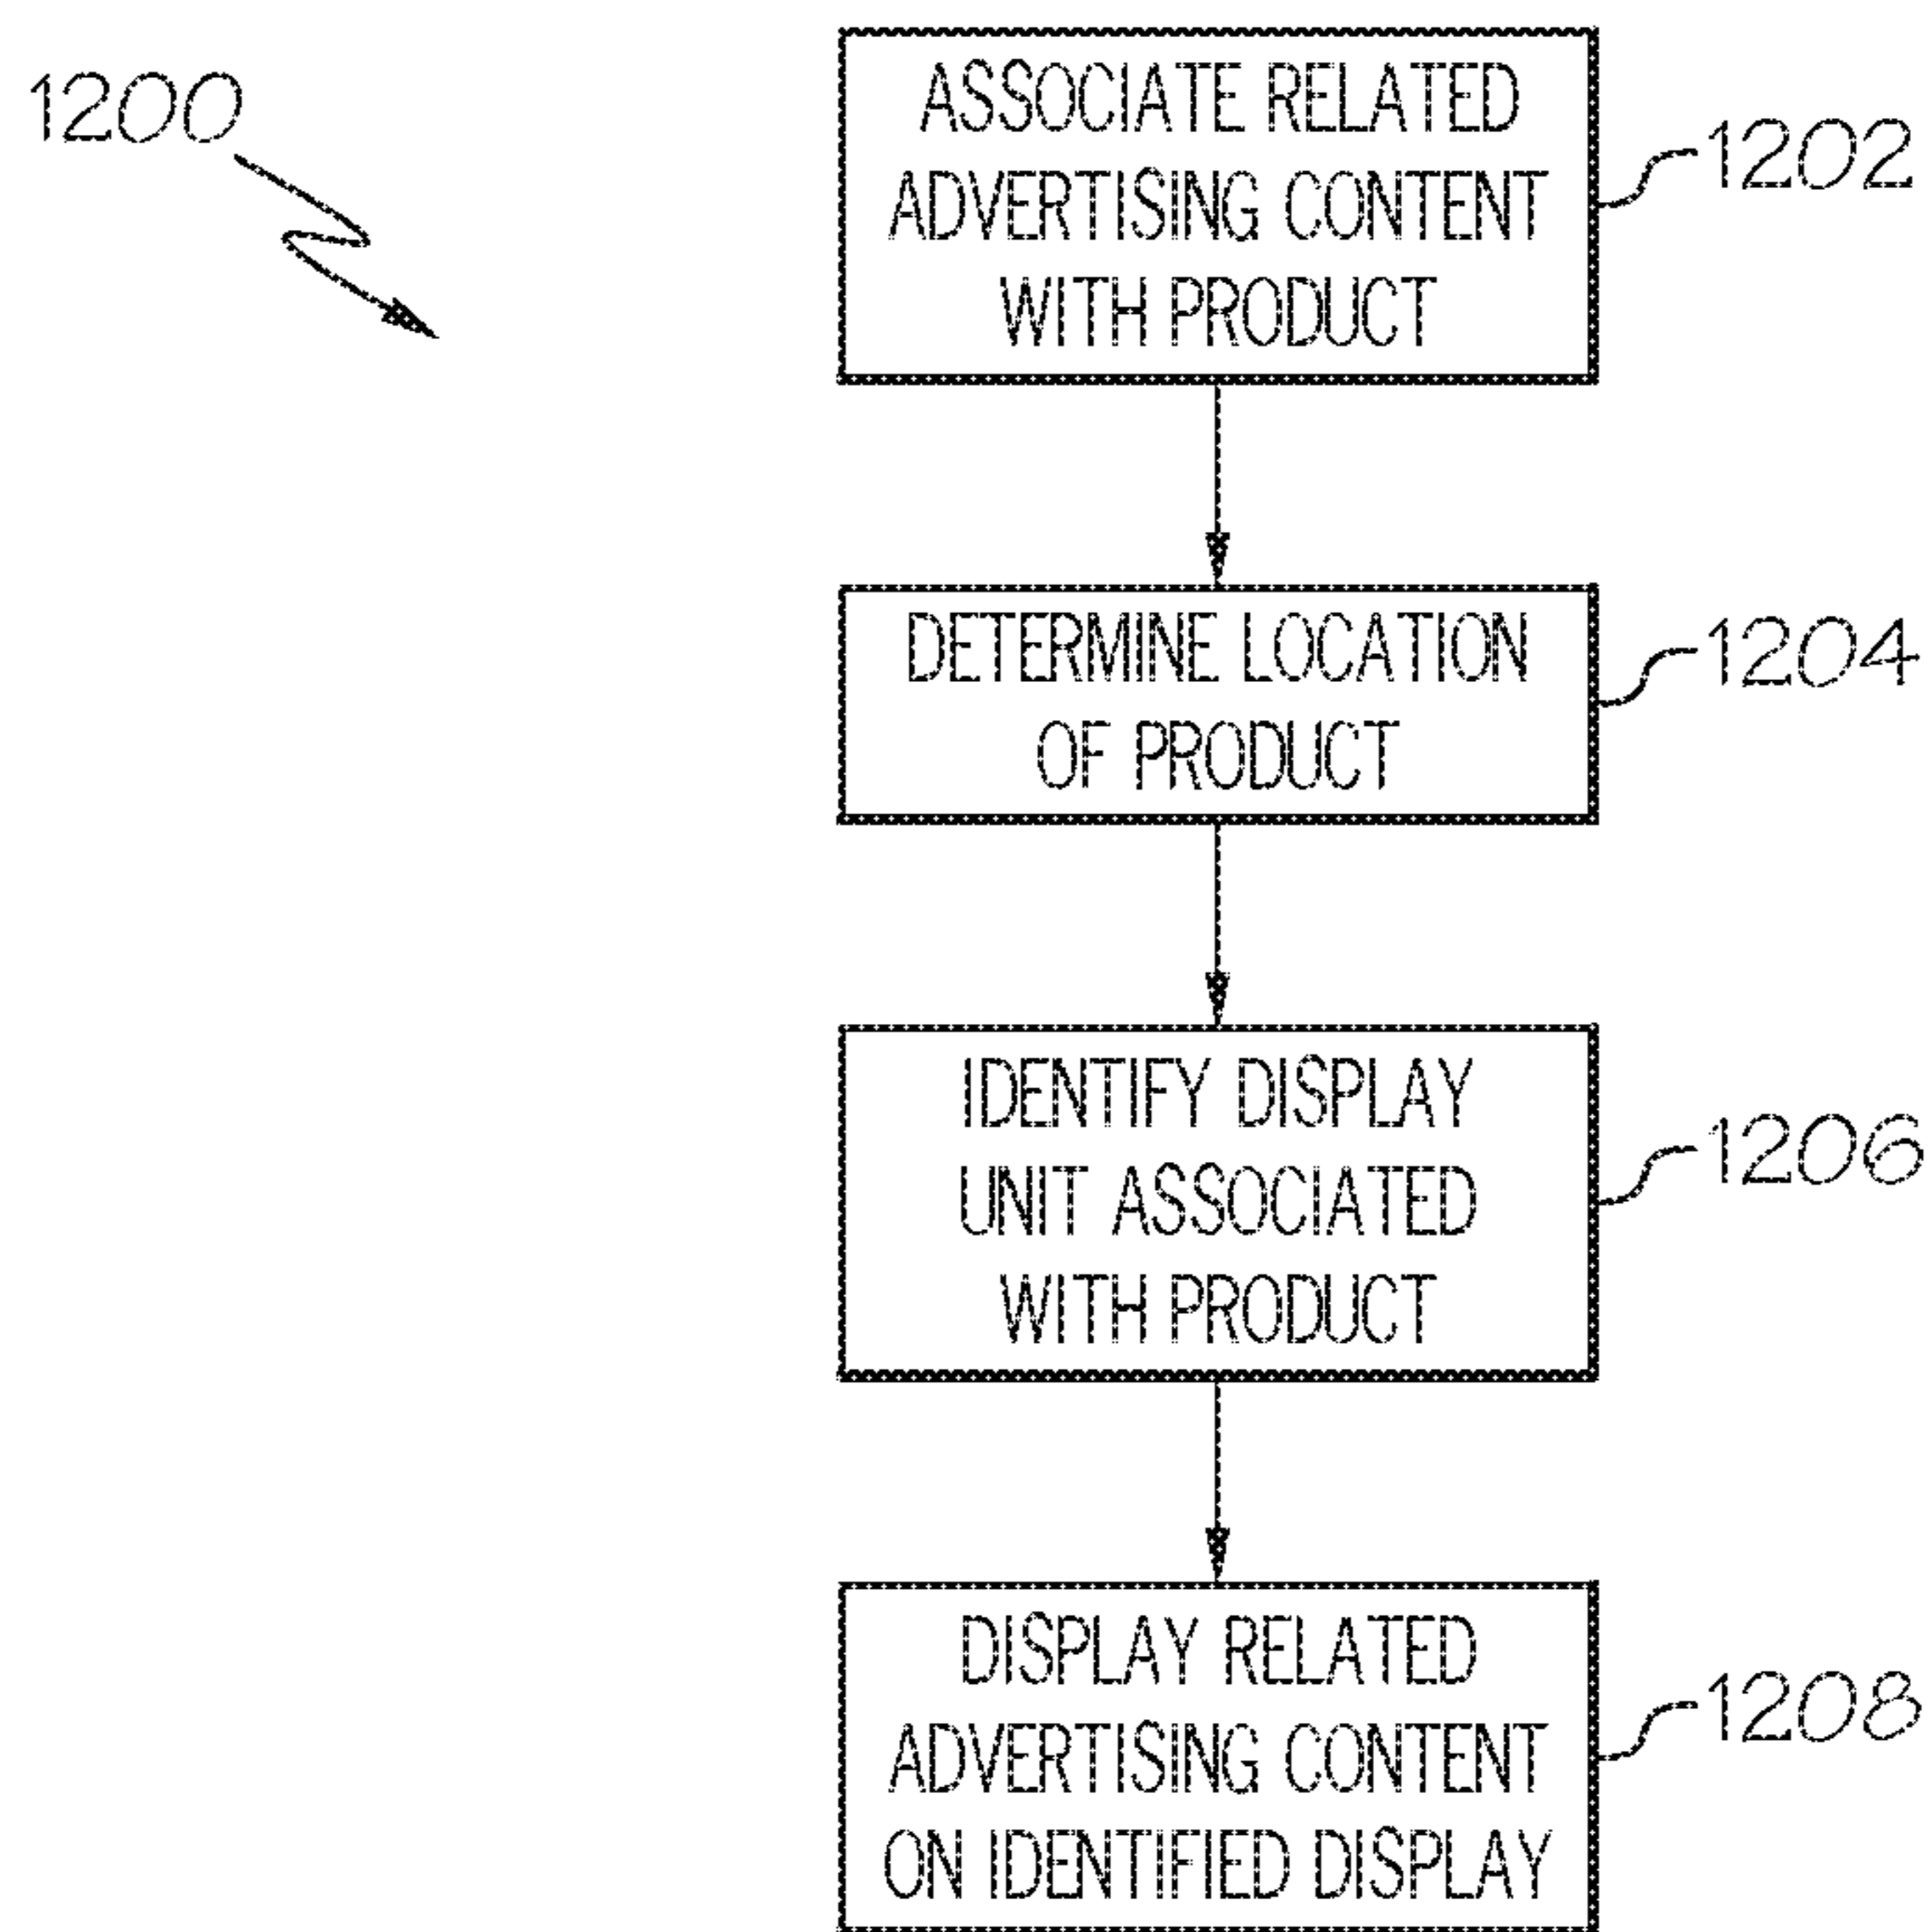 1200
ASSOCIATE RELATED
ADVERTISING CONTENT
WITH PRODUCT
1202
DETERMINE LOCATION
OF PRODUCT
1204
IDENTIFY DISPLAY
UNIT ASSOCIATED
WITH PRODUCT
1206
DISPLAY RELATED
ADVERTISING CONTENT
ON IDENTIFIED DISPLAY
1208